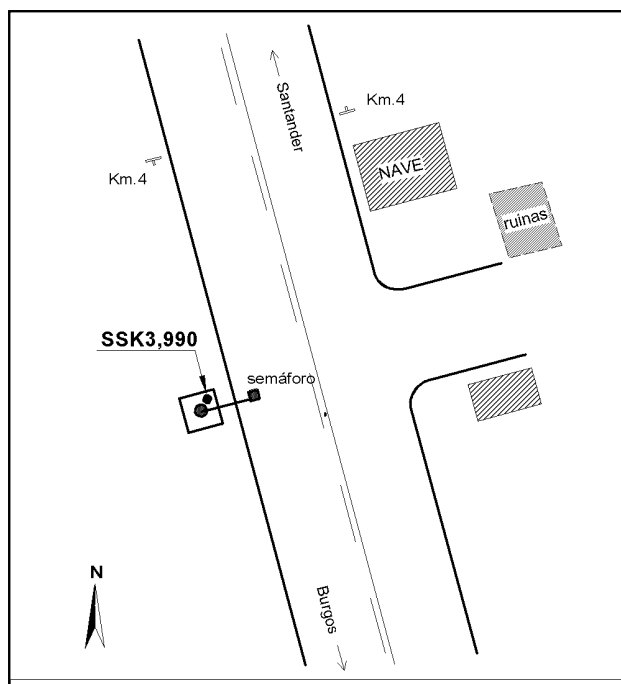 Santander
Km.4
NAVE
Km.4
ruinas
SSK3,990
semáforo
N
Burgos